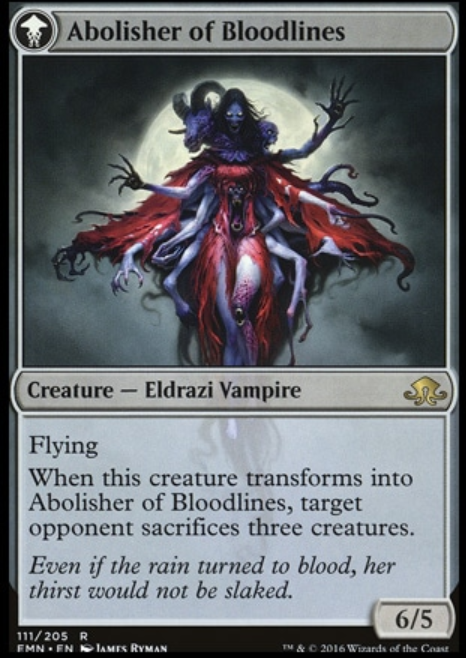 Abolisher of Bloodlines
Creature — Eldrazi Vampire
Flying
When this creature transforms into
Abolisher of Bloodlines, target
opponent sacrifices three creatures.
Even if the rain turned to blood, her
thirst would not be slaked.
6/5
111/205 R
EMN • EN James Ryman
™ & © 2016 Wizards of the Coast